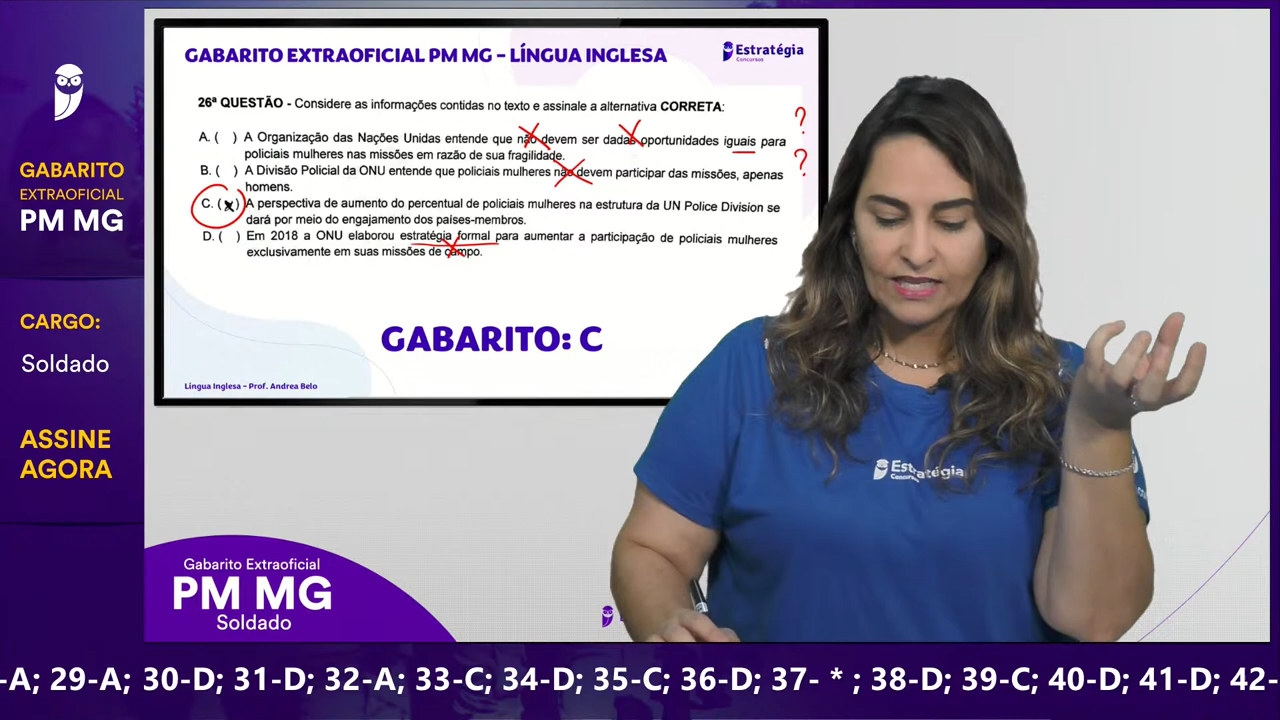 GABARITO
EXTRAOFICIAL
PM MG
CARGO:
Soldado
ASSINE
AGORA
GABARITO EXTRAOFICIAL PM MG – LÍNGUA INGLESA
Estratégia
Concursos
26ª QUESTÃO - Considere as informações contidas no texto e assinale a alternativa CORRETA:
A. ( ) A Organização das Nações Unidas entende que não devem ser dadas oportunidades iguais para
policiais mulheres nas missões em razão de sua fragilidade.
B. ( ) A Divisão Policial da ONU entende que policiais mulheres não devem participar das missões, apenas
homens.
C. (x) A perspectiva de aumento do percentual de policiais mulheres na estrutura da UN Police Division se
dará por meio do engajamento dos países-membros.
D. ( ) Em 2018 a ONU elaborou estratégia formal para aumentar a participação de policiais mulheres
exclusivamente em suas missões de campo.
?
?
GABARITO: C
Língua Inglesa – Prof. Andrea Belo
Estratégia
Gabarito Extraoficial
PM MG
Soldado
-A; 29-A; 30-D; 31-D; 32-A; 33-C; 34-D; 35-C; 36-D; 37- * ; 38-D; 39-C; 40-D; 41-D; 42-